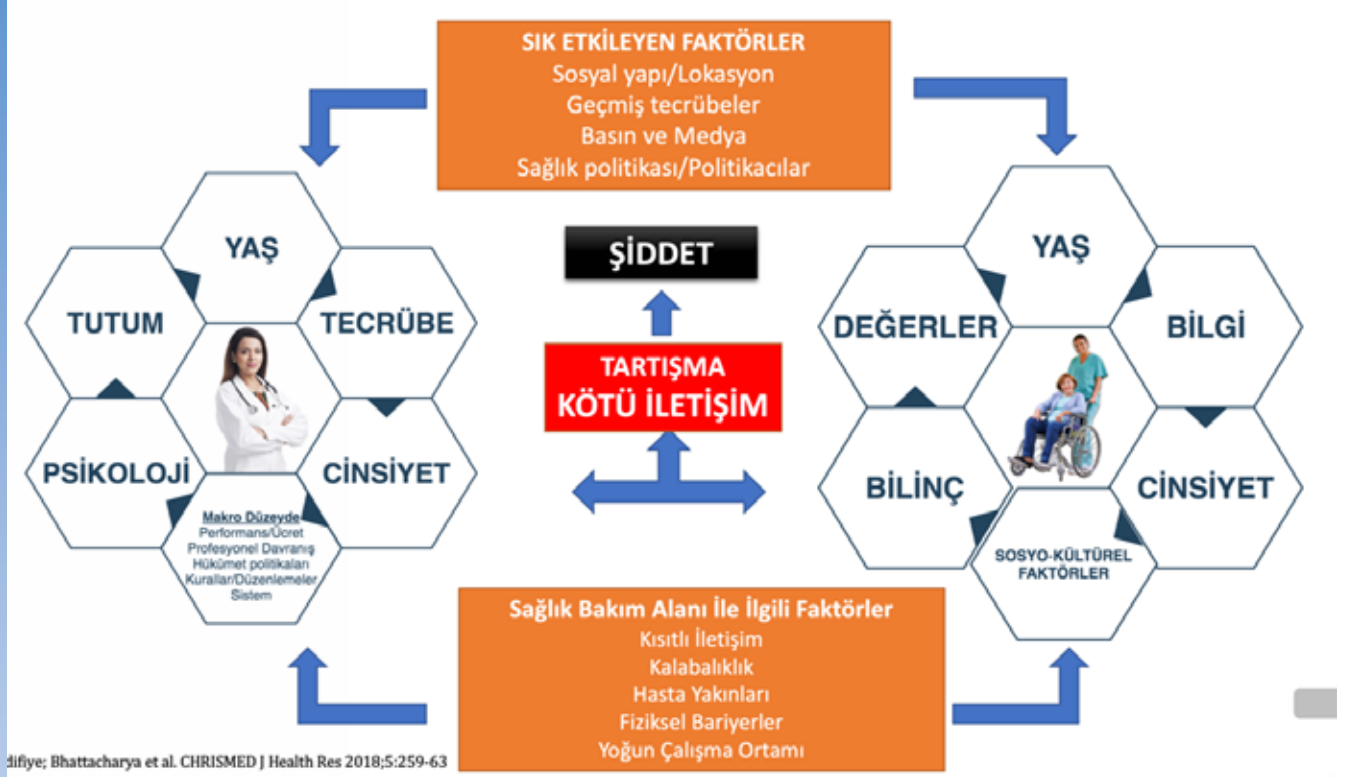 SIK ETKİLEYEN FAKTÖRLER
Sosyal yapı/Lokasyon
Geçmiş tecrübeler
Basın ve Medya
Sağlık politikası/Politikacılar
YAŞ
TUTUM
TECRÜBE
PSİKOLOJİ
CİNSİYET
Makro Düzeyde
Performans/Ücret
Profesyonel Davranış
Hükümet politikaları
Kurallar/Düzenlemeler
Sistem
ŞİDDET
TARTIŞMA
KÖTÜ İLETİŞİM
YAŞ
DEĞERLER
BİLGİ
BİLİNÇ
CİNSİYET
SOSYO-KÜLTÜREL
FAKTÖRLER
Sağlık Bakım Alanı İle İlgili Faktörler
Kısıtlı İletişim
Kalabalıklık
Hasta Yakınları
Fiziksel Bariyerler
Yoğun Çalışma Ortamı
difiye; Bhattacharya et al. CHRISMED J Health Res 2018;5:259-63